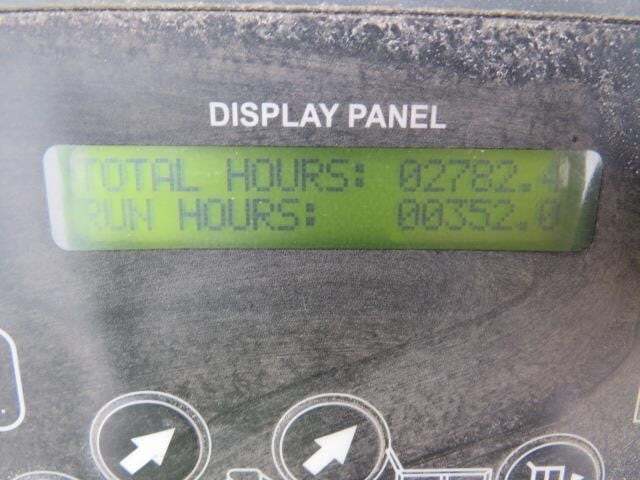 DISPLAY PANEL
TOTAL HOURS: 02782.4
RUN HOURS: 00352.0